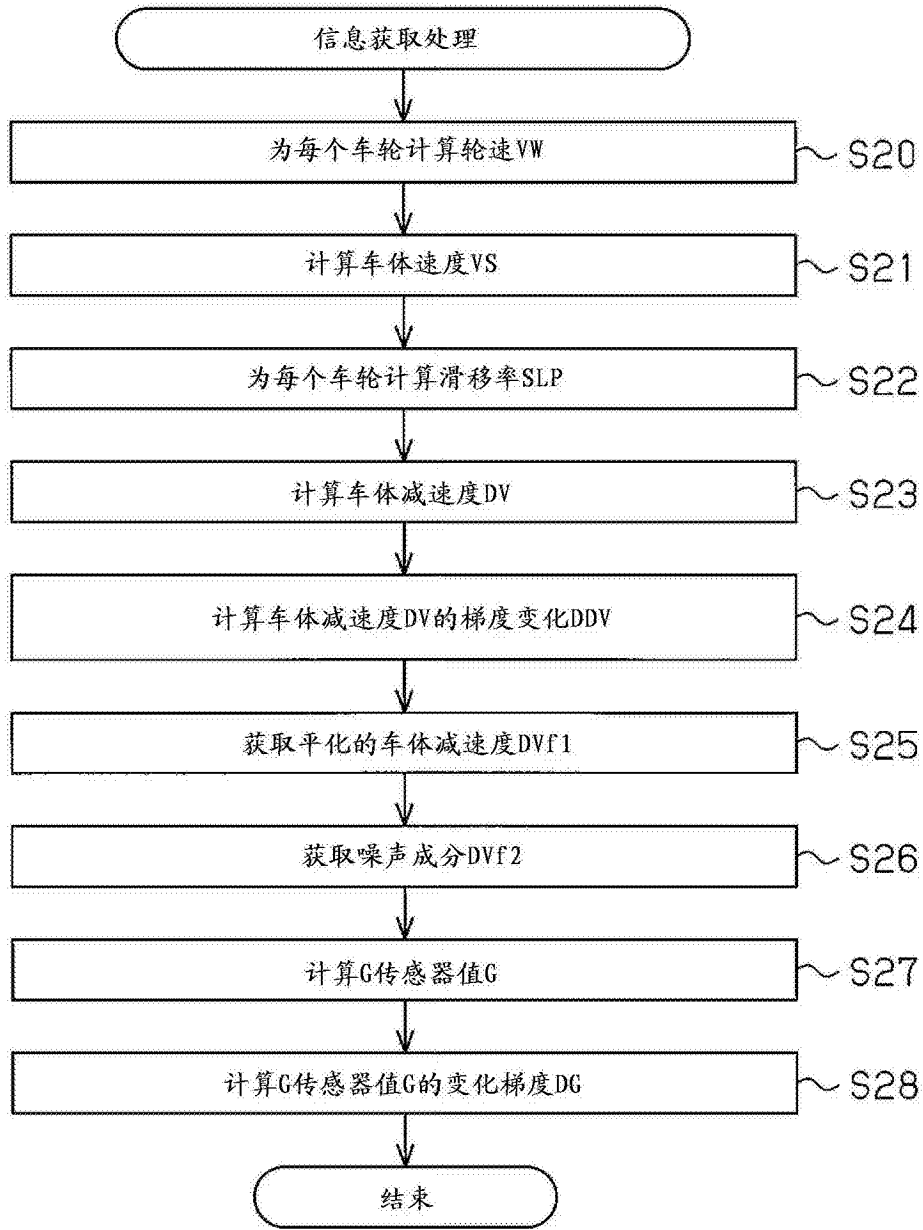 信息获取处理
为每个车轮计算轮速VW
S20
计算车体速度VS
S21
为每个车轮计算滑移率SLP
S22
计算车体减速度DV
S23
计算车体减速度DV的梯度变化DDV
S24
获取平化的车体减速度DVf1
S25
获取噪声成分DVf2
S26
计算G传感器值G
S27
计算G传感器值G的变化梯度DG
S28
结束